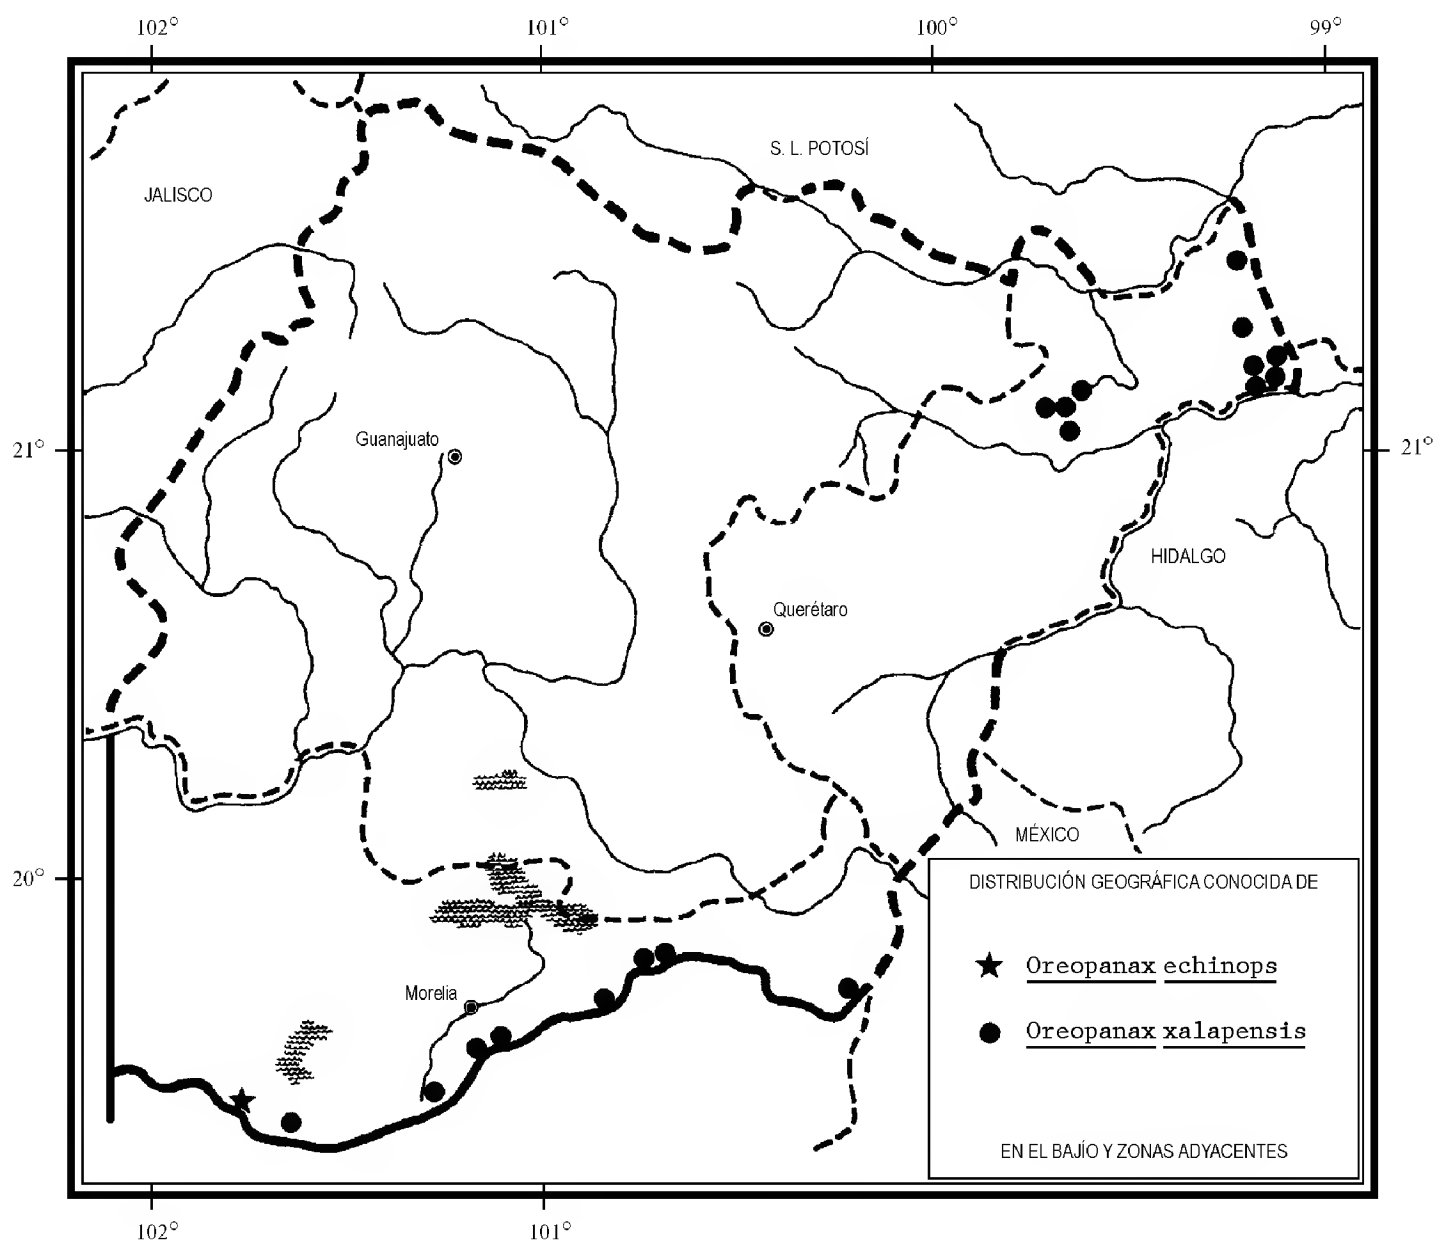 102° 101° 100° 99°
S. L. POTOSÍ
JALISCO
Guanajuato
21° 21°
HIDALGO
Querétaro
MÉXICO
20°
DISTRIBUCIÓN GEOGRÁFICA CONOCIDA DE
Oreopanax echinops
Morelia
Oreopanax xalapensis
EN EL BAJÍO Y ZONAS ADYACENTES
102° 101°